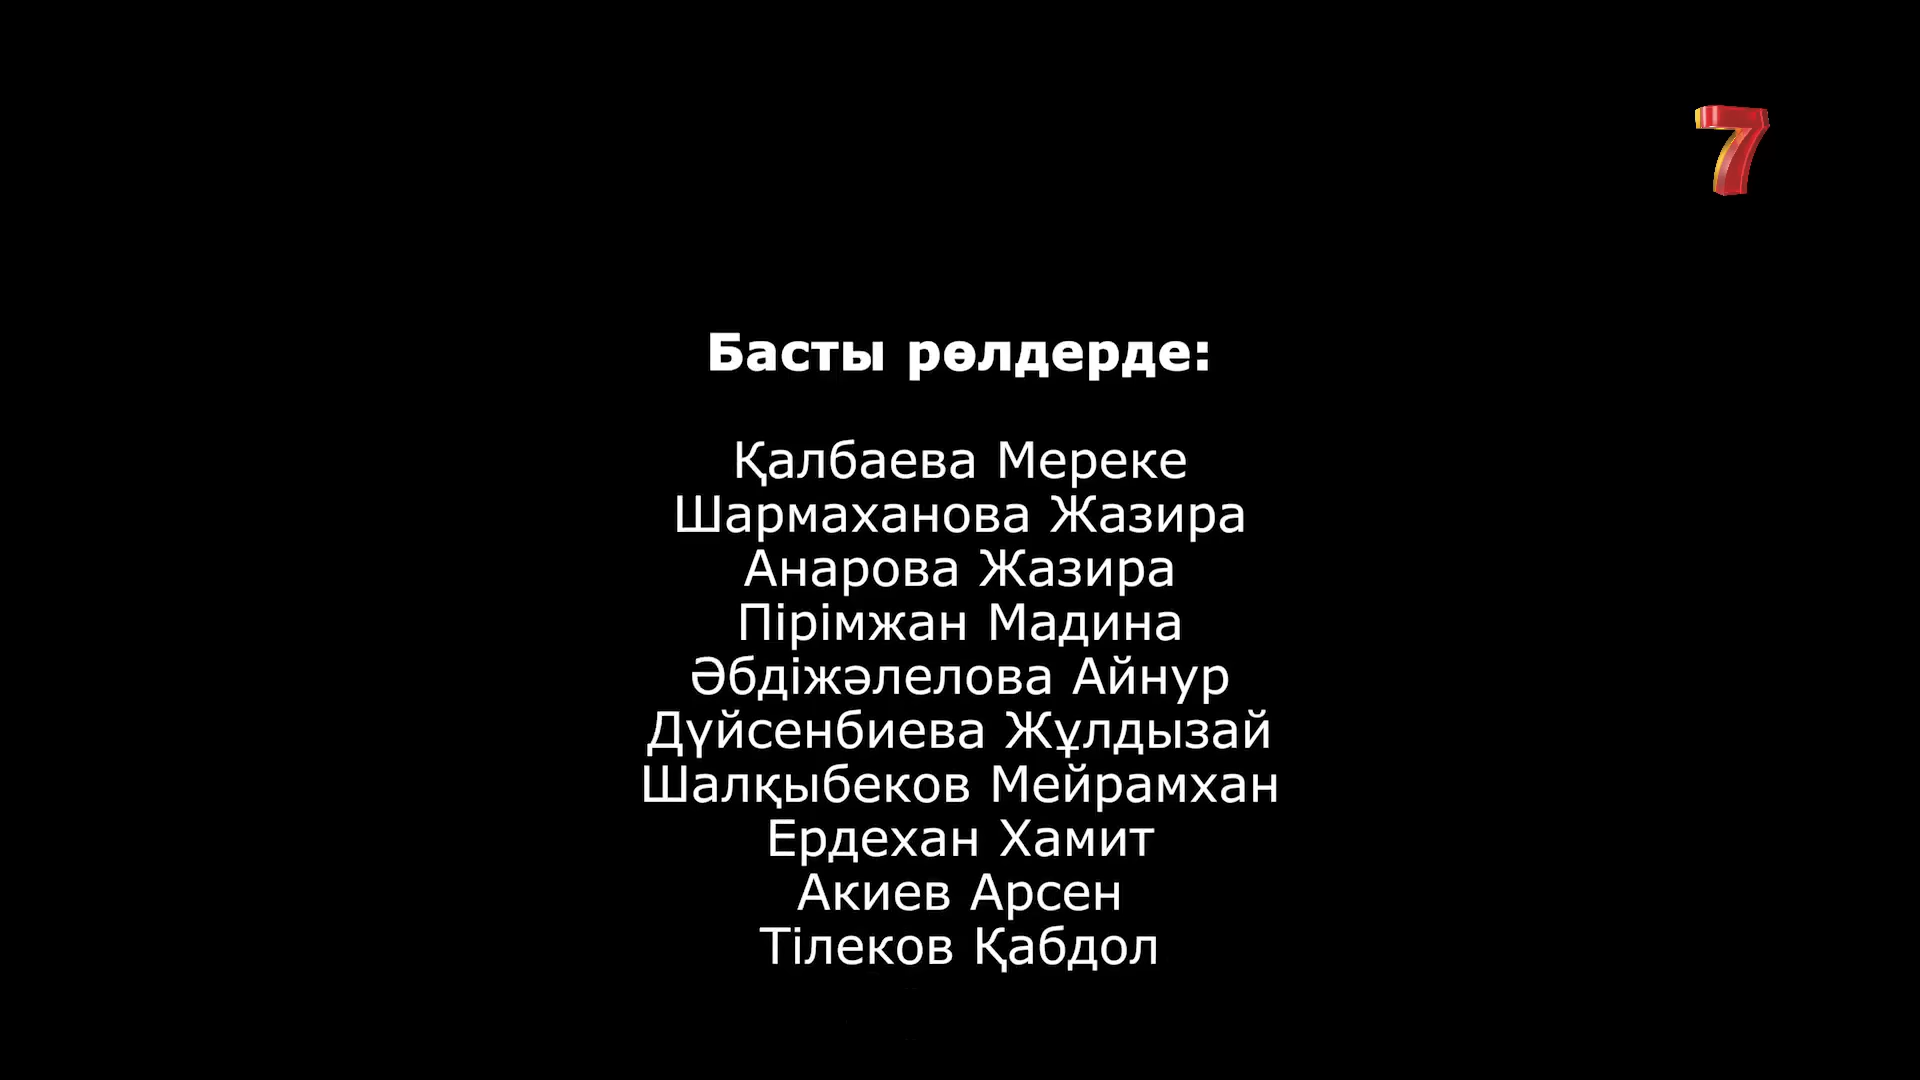 7
Басты рөлдерде:
Қалбаева Мереке
Шармаханова Жазира
Анарова Жазира
Пірімжан Мадина
Әбдіжәлелова Айнур
Дүйсенбиева Жұлдызай
Шалқыбеков Мейрамхан
Ердехан Хамит
Акиев Арсен
Тілеков Қабдол